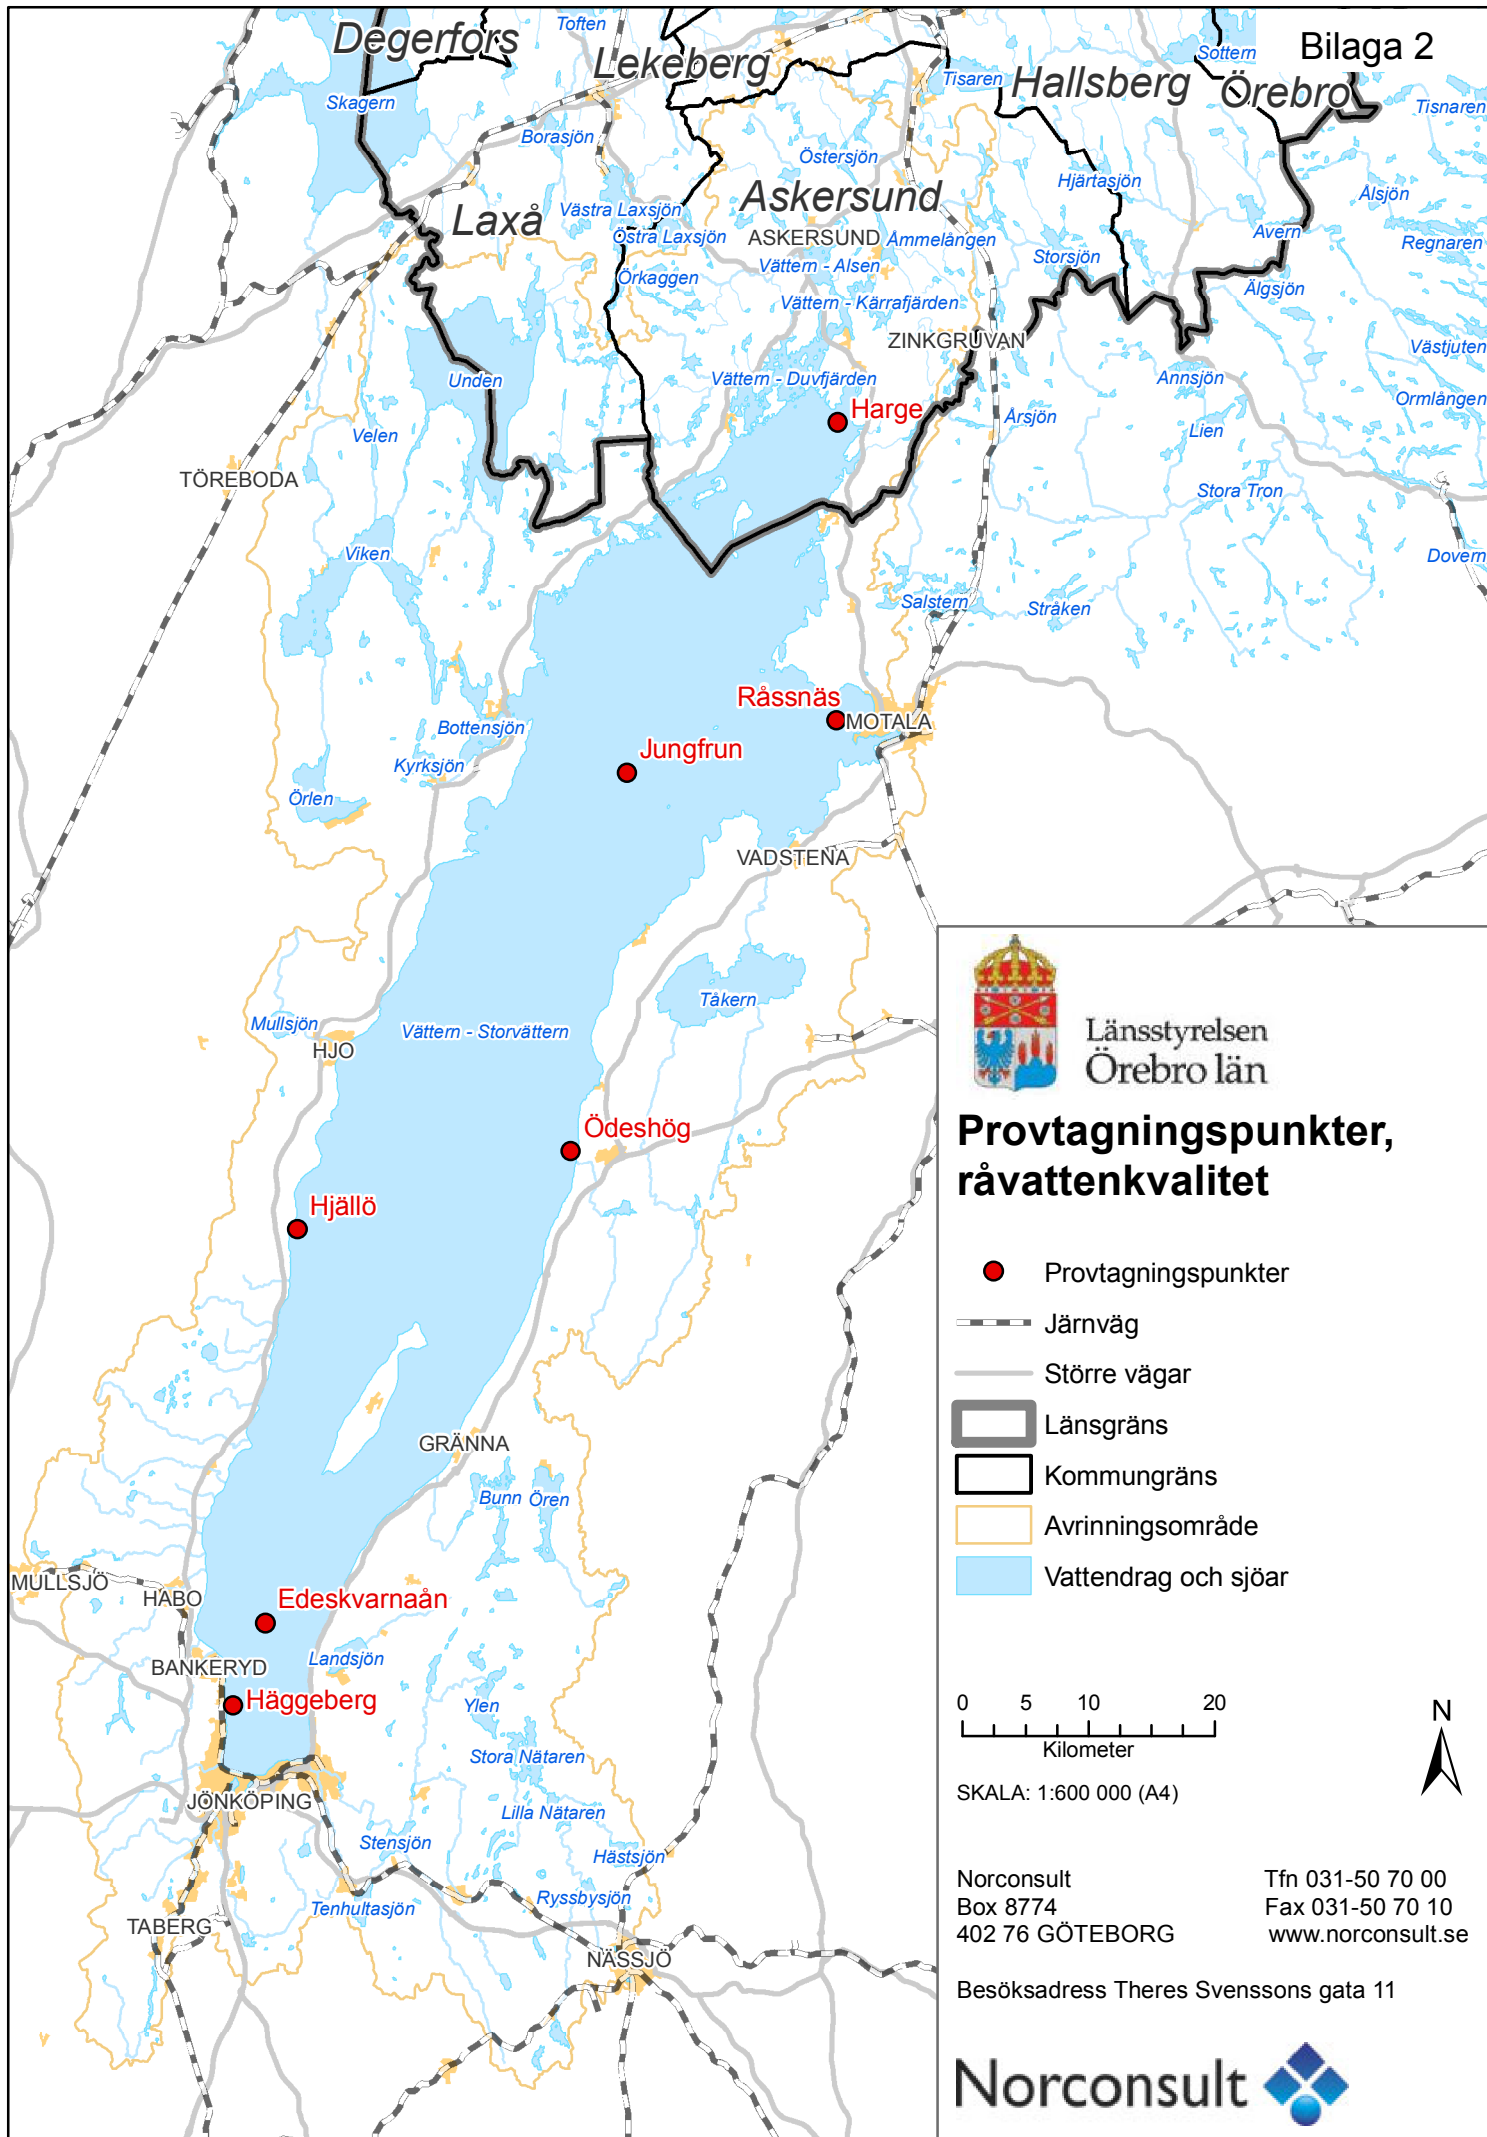 Bilaga 2
Degerfors
Toften
Lekeberg
Sottern
Tisaren
Hallsberg
Örebro
Skagern
Tisnaren
Borasjön
Östersjön
Hjärtasjön
Ålsjön
Askersund
Laxå
Västra Laxsjön
Östra Laxsjön
ASKERSUND
Åmmelången
Avern
Regnaren
Storsjön
Vättern - Alsen
Örkaggen
Älgsjön
Vättern - Kärrafjärden
ZINKGRUVAN
Västjuten
Unden
Vättern - Duvfjärden
Annsjön
Ormlången
Harge
Årsjön
Velen
Lien
TÖREBODA
Stora Tron
Viken
Dovern
Salstern
Stråken
Råssnäs
MOTALA
Bottensjön
Jungfrun
Kyrksjön
Örlen
VADSTENA
Tåkern
Mullsjön
Vättern - Storvättern
HJO
Ödeshög
Hjällö
GRÄNNA
Bunn
Ören
MULLSJÖ
HABO
Edeskvarnaån
Landsjön
BANKERYD
Häggeberg
Ylen
Stora Nätaren
JÖNKÖPING
Lilla Nätaren
Stensjön
Hästsjön
Ryssbysjön
Tenhultasjön
TABERG
NÄSSJÖ
Länsstyrelsen
Örebro län
Provtagningspunkter,
råvattenkvalitet
Provtagningspunkter
Järnväg
Större vägar
Länsgräns
Kommungräns
Avrinningsområde
Vattendrag och sjöar
0 5 10 20
Kilometer
N
SKALA: 1:600 000 (A4)
Norconsult
Box 8774
402 76 GÖTEBORG
Tfn 031-50 70 00
Fax 031-50 70 10
www.norconsult.se
Besöksadress Theres Svenssons gata 11
Norconsult